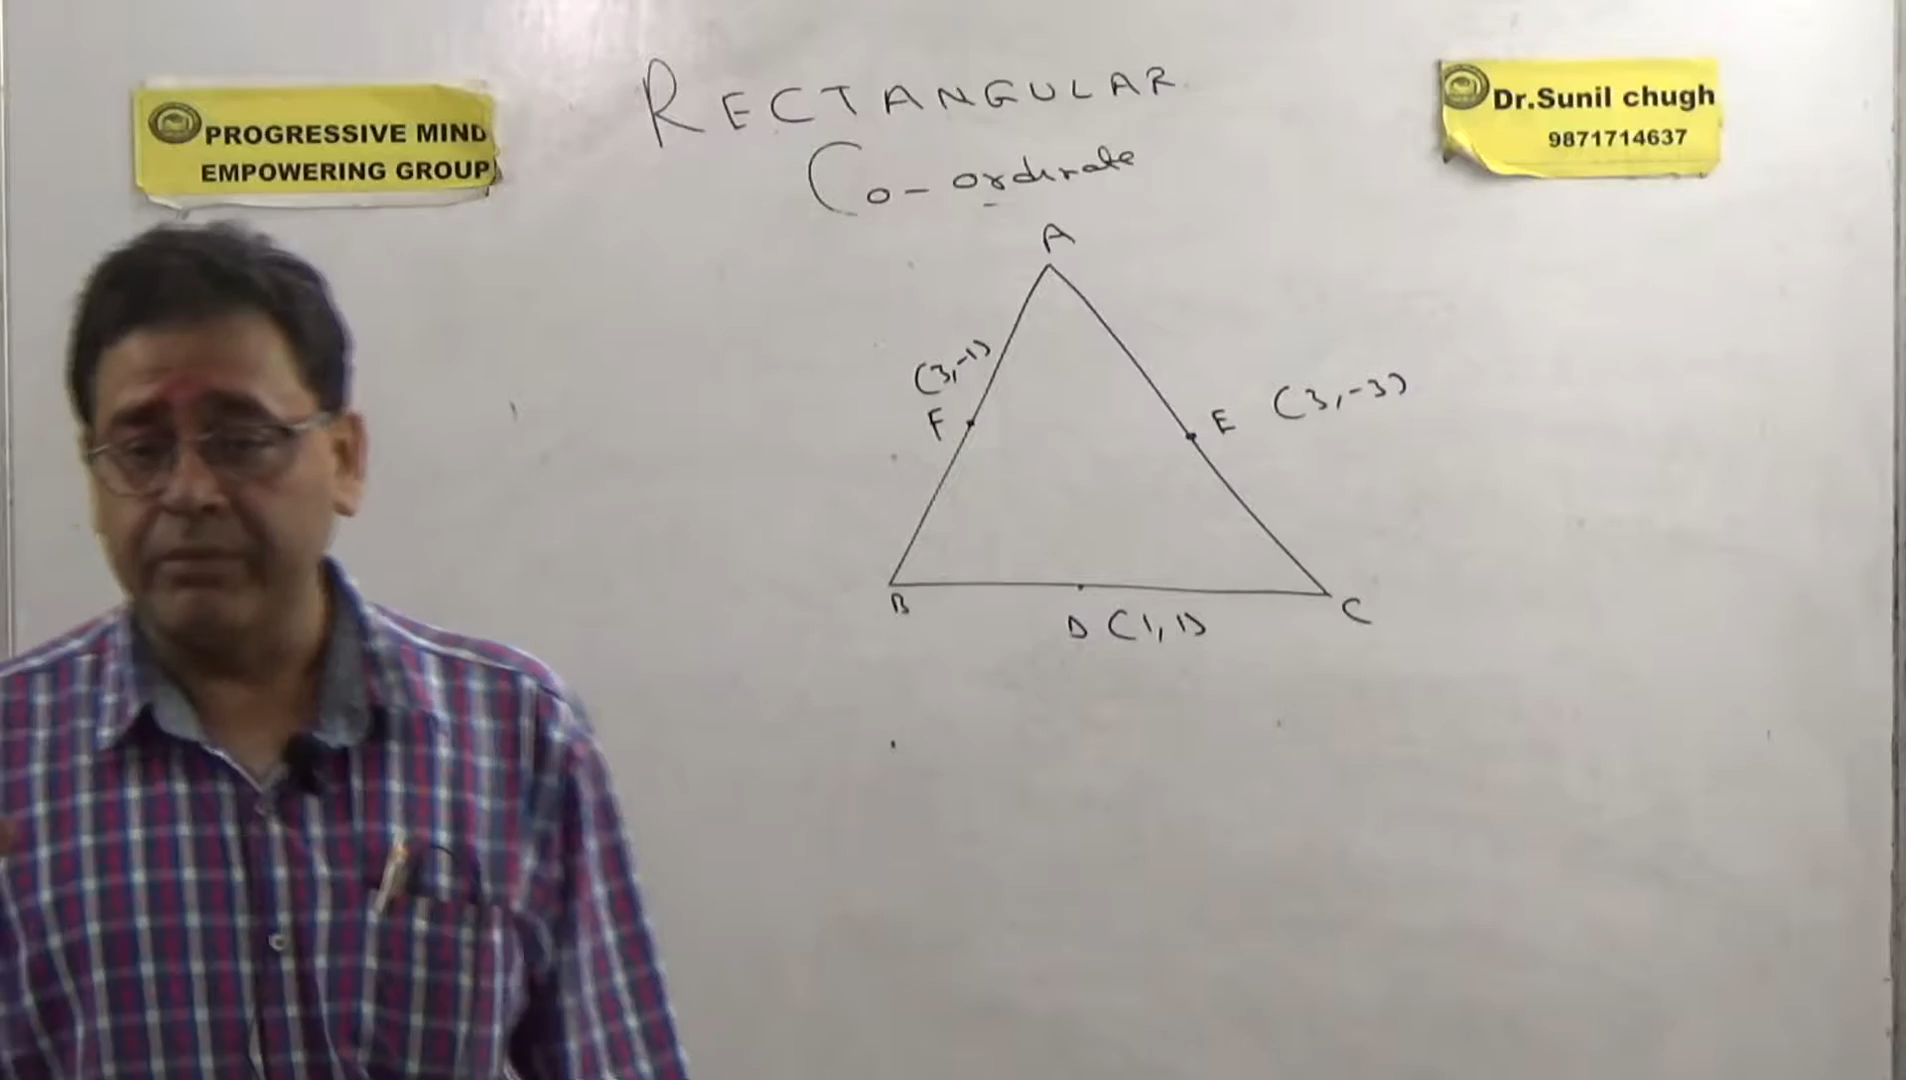 PROGRESSIVE MIND
EMPOWERING GROUP
Dr.Sunil chugh
9871714637
RECTANGULAR
Co-ordinate
A
(3,-1)
F
E (3,-3)
B
D (1,1)
C